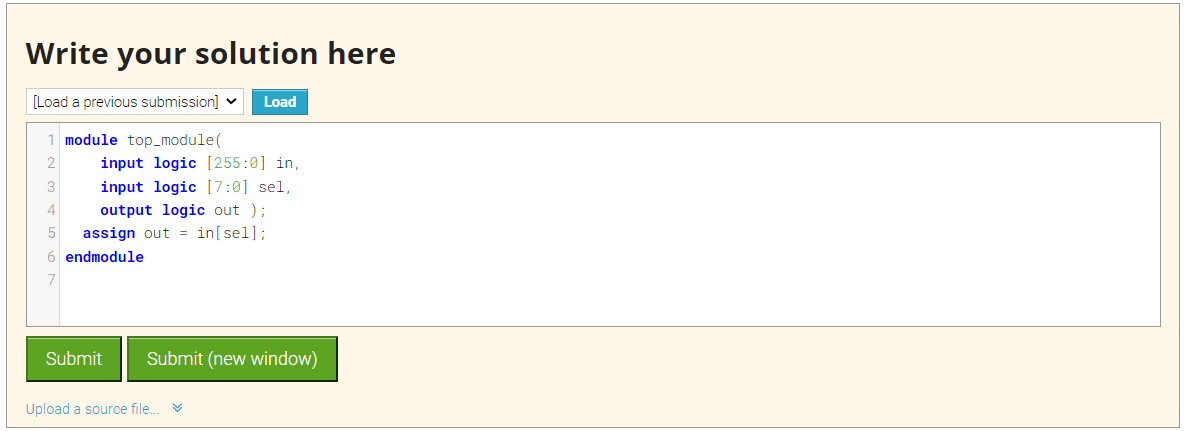 Write your solution here
[Load a previous submission] Load
1 module top_module(
2     input logic [255:0] in,
3     input logic [7:0] sel,
4     output logic out );
5   assign out = in[sel];
6 endmodule
7
Submit Submit (new window)
Upload a source file...